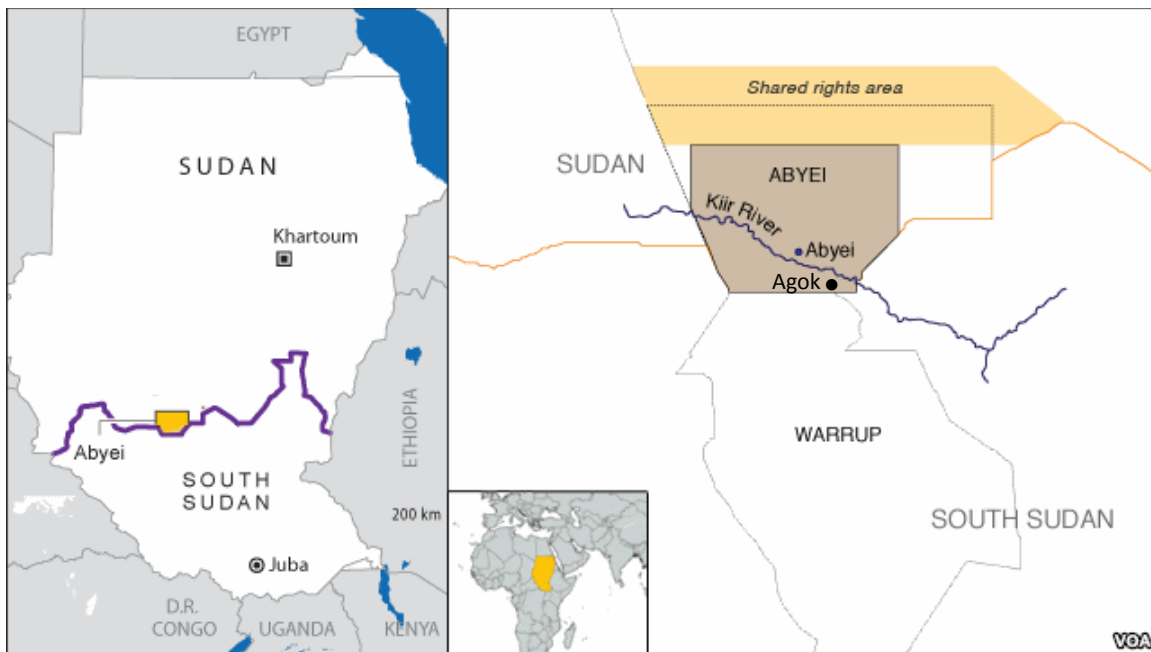 EGYPT
SUDAN
Khartoum
ETHIOPIA
Abyei
SOUTH
SUDAN
200 km
Juba
D.R.
CONGO
UGANDA
KENYA
Shared rights area
SUDAN
ABYEI
Kiir River
Abyei
Agok
WARRUP
SOUTH SUDAN
VOA